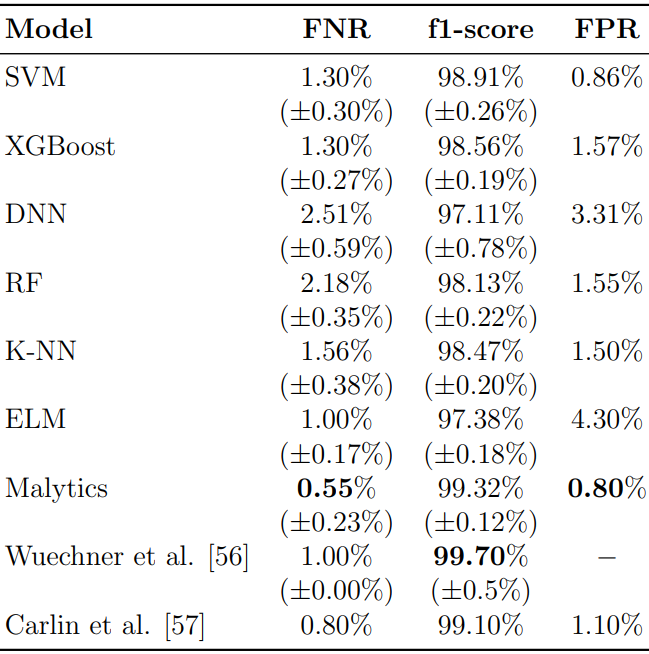 Model FNR f1-score FPR
SVM 1.30% 98.91% 0.86%
(±0.30%) (±0.26%)
XGBoost 1.30% 98.56% 1.57%
(±0.27%) (±0.19%)
DNN 2.51% 97.11% 3.31%
(±0.59%) (±0.78%)
RF 2.18% 98.13% 1.55%
(±0.35%) (±0.22%)
K-NN 1.56% 98.47% 1.50%
(±0.38%) (±0.20%)
ELM 1.00% 97.38% 4.30%
(±0.17%) (±0.18%)
Malytics 0.55% 99.32% 0.80%
(±0.23%) (±0.12%)
Wuechner et al. [56] 1.00% 99.70% −
(±0.00%) (±0.5%)
Carlin et al. [57] 0.80% 99.10% 1.10%